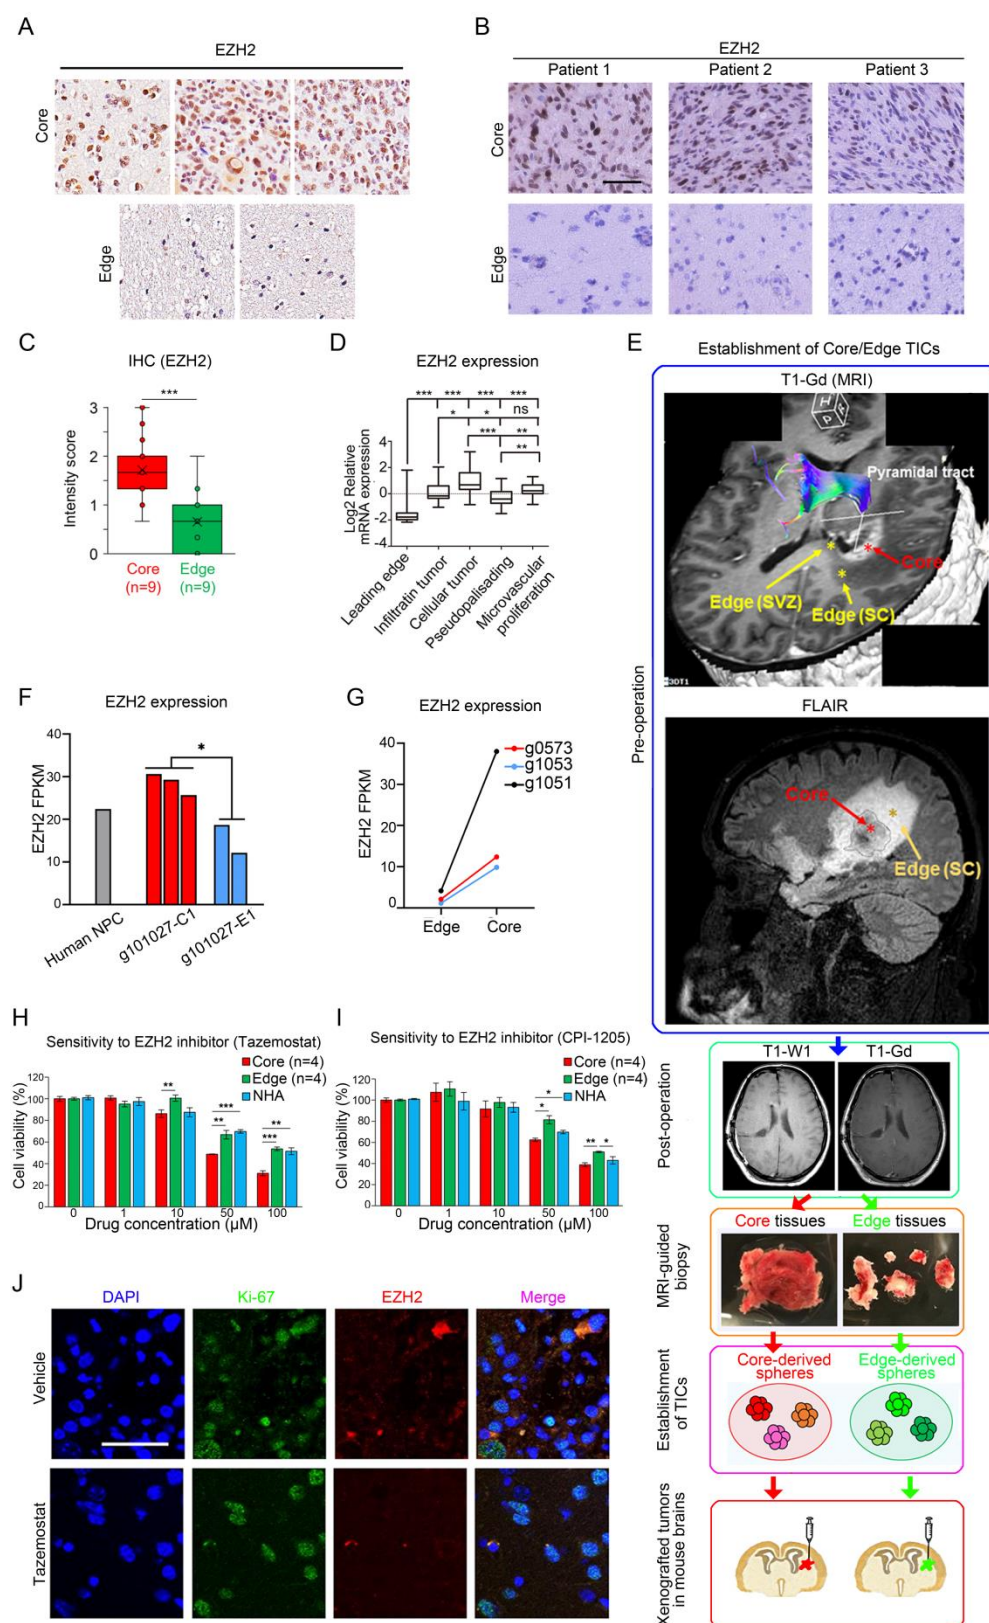 A
EZH2
Core
Edge
B
EZH2
Patient 1 Patient 2 Patient 3
Core
Edge
C
IHC (EZH2)
***
Intensity score
3
2
1
0
Core
(n=9)
Edge
(n=9)
D
EZH2 expression
*** *** *** ***
* * ns
*** **
**
Log2 Relative
mRNA expression
4
2
0
-2
-4
Leading edge
Infiltratin tumor
Cellular tumor
Pseudopalisading
Microvascular
proliferation
E
Establishment of Core/Edge TICs
Pre-operation
T1-Gd (MRI)
Pyramidal tract
Core
Edge (SVZ)
Edge (SC)
3DT1
FLAIR
Core
Edge (SC)
Post-operation
T1-W1 T1-Gd
MRI-guided
biopsy
Core tissues Edge tissues
Establishment
of TICs
Core-derived
spheres
Edge-derived
spheres
Xenografted tumors
in mouse brains
F
EZH2 expression
*
EZH2 FPKM
40
30
20
10
0
Human NPC
g101027-C1
g101027-E1
G
EZH2 expression
EZH2 FPKM
40
30
20
10
0
g0573
g1053
g1051
Edge Core
H
Sensitivity to EZH2 inhibitor (Tazemostat)
Core (n=4)
Edge (n=4)
NHA
Cell viability (%)
120
100
80
60
40
20
0
**
***
**
**
***
0 1 10 50 100
Drug concentration (µM)
I
Sensitivity to EZH2 inhibitor (CPI-1205)
Core (n=4)
Edge (n=4)
NHA
Cell viability (%)
120
100
80
60
40
20
0
*
*
** *
0 1 10 50 100
Drug concentration (µM)
J
DAPI Ki-67 EZH2 Merge
Vehicle
Tazemostat